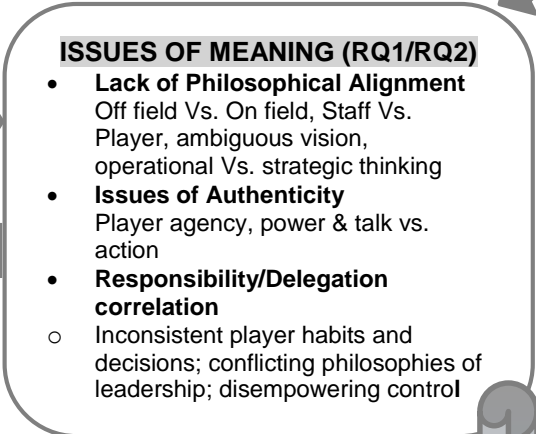 ISSUES OF MEANING (RQ1/RQ2)
• Lack of Philosophical Alignment
Off field Vs. On field, Staff Vs.
Player, ambiguous vision,
operational Vs. strategic thinking
• Issues of Authenticity
Player agency, power & talk vs.
action
• Responsibility/Delegation
correlation
o Inconsistent player habits and
decisions; conflicting philosophies of
leadership; disempowering control